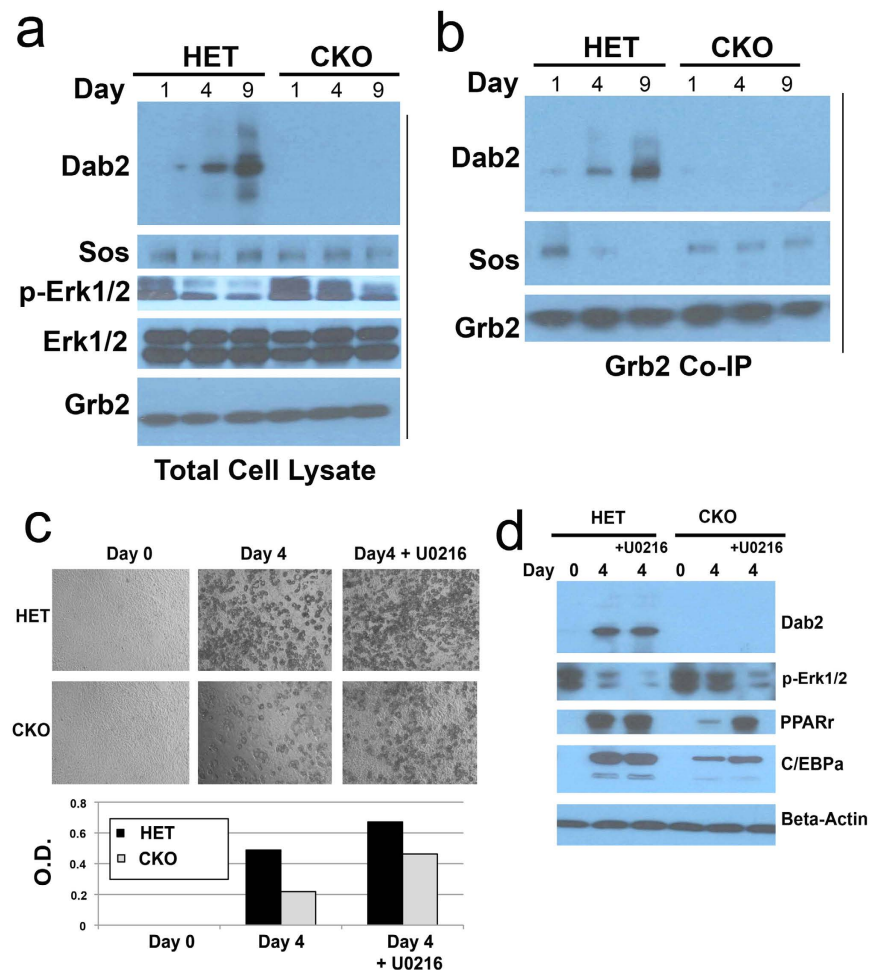 a
HET CKO
Day 1 4 9 1 4 9
Dab2
Sos
p-Erk1/2
Erk1/2
Grb2
Total Cell Lysate
b
HET CKO
Day 1 4 9 1 4 9
Dab2
Sos
Grb2
Grb2 Co-IP
c
Day 0 Day 4 Day4 + U0216
HET
CKO
0.8
0.6
0.4
0.2
0
O.D.
HET
CKO
Day 0 Day 4 Day 4
+ U0216
d
HET CKO
+U0216 +U0216
Day 0 4 4 0 4 4
Dab2
p-Erk1/2
PPARr
C/EBPa
Beta-Actin